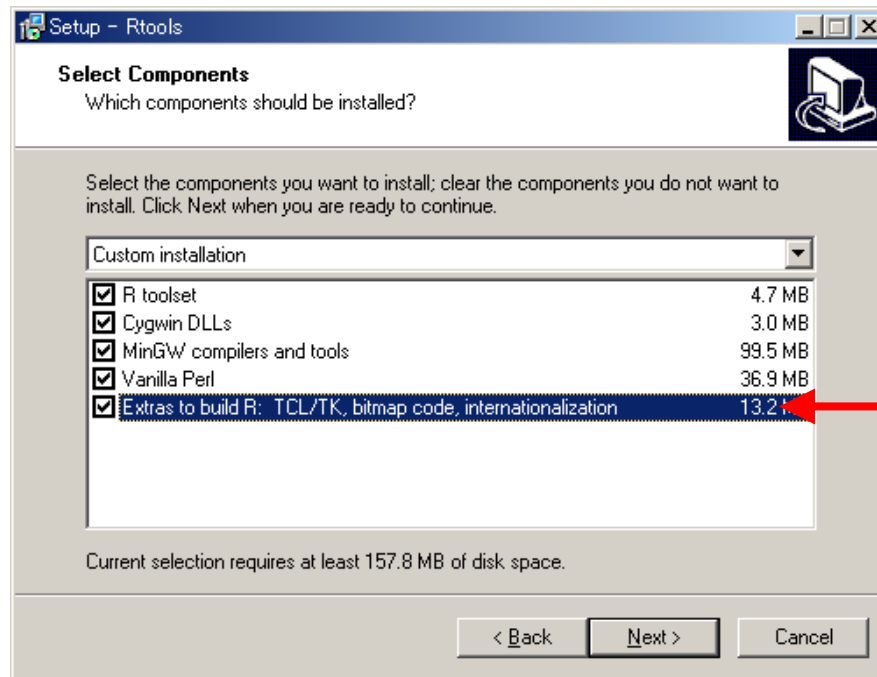 Setup - Rtools
Select Components
Which components should be installed?
Select the components you want to install; clear the components you do not want to
install. Click Next when you are ready to continue.
Custom installation
R toolset 4.7 MB
Cygwin DLLs 3.0 MB
MinGW compilers and tools 99.5 MB
Vanilla Perl 36.9 MB
Extras to build R: TCL/TK, bitmap code, internationalization 13.2
Current selection requires at least 157.8 MB of disk space.
< Back Next > Cancel